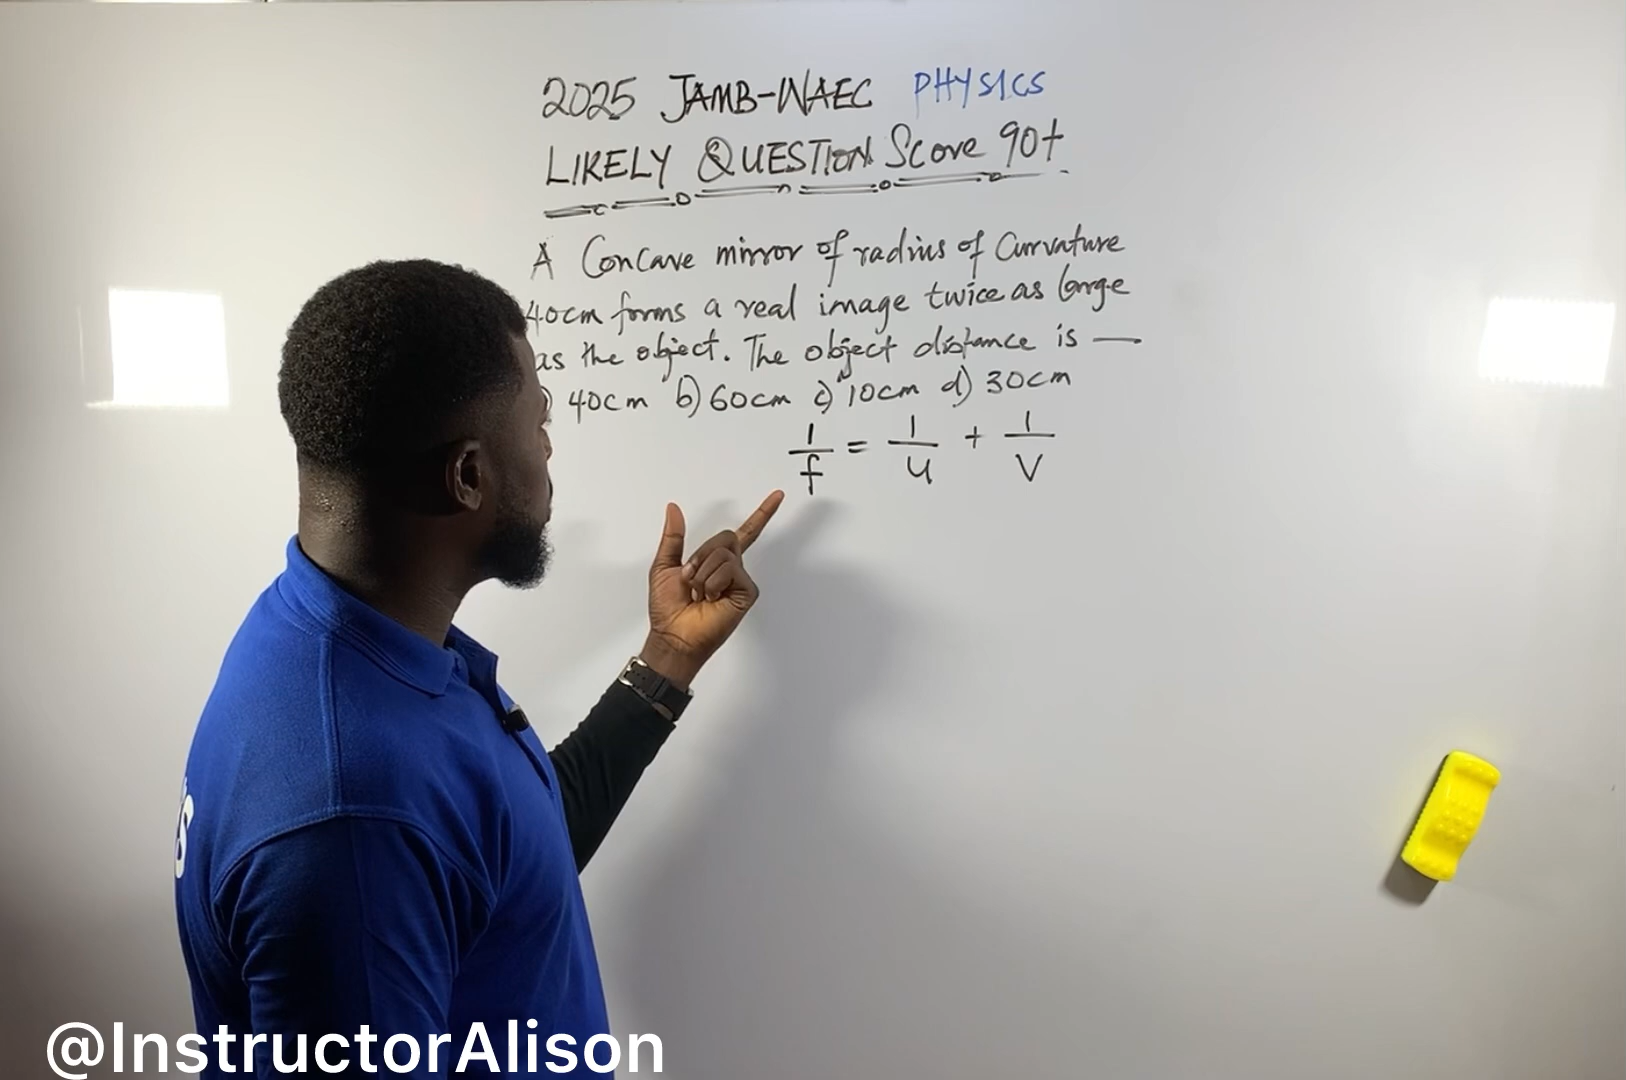 2025 JAMB-WAEC PHYSICS
LIKELY QUESTION Score 90+
A Concave mirror of radius of Curvature
40cm forms a real image twice as large
as the object. The object distance is —
) 40cm b) 60cm c) 10cm d) 30cm
1/f = 1/u + 1/v
S
@InstructorAlison